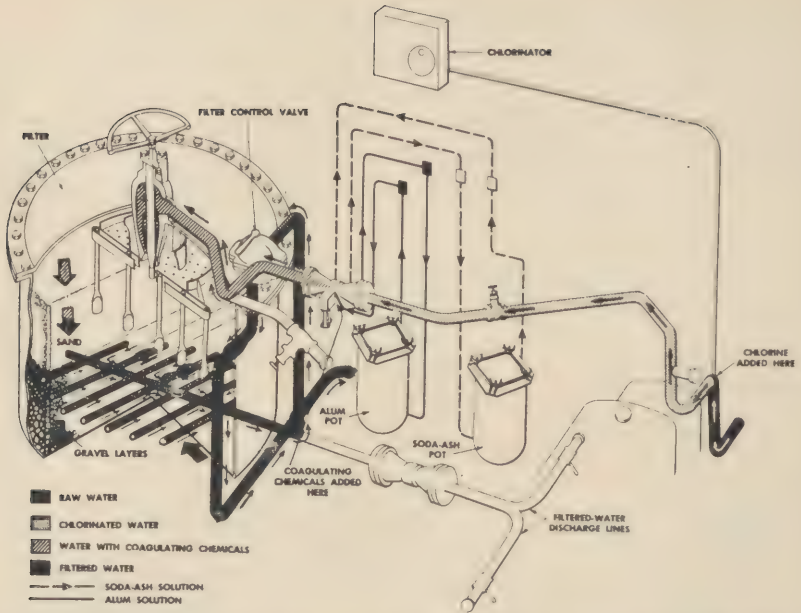 CHLORINATOR
FILTER CONTROL VALVE
FILTER
SAND
GRAVEL LAYERS
ALUM
POT
SODA-ASH
POT
COAGULATING
CHEMICALS ADDED
HERE
CHLORINE
ADDED HERE
FILTERED-WATER
DISCHARGE LINES
RAW WATER
CHLORINATED WATER
WATER WITH COAGULATING CHEMICALS
FILTERED WATER
SODA-ASH SOLUTION
ALUM SOLUTION